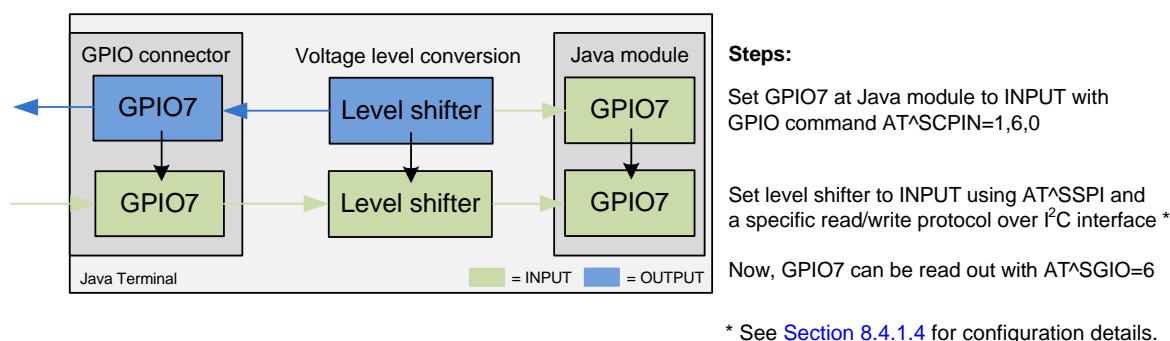 GPIO connector
Voltage level conversion
Java module
GPIO7
Level shifter
GPIO7
GPIO7
Level shifter
GPIO7
Java Terminal
= INPUT
= OUTPUT
Steps:
Set GPIO7 at Java module to INPUT with
GPIO command AT^SCPIN=1,6,0
Set level shifter to INPUT using AT^SSPI and
a specific read/write protocol over I²C interface *
Now, GPIO7 can be read out with AT^SGIO=6
* See Section 8.4.1.4 for configuration details.